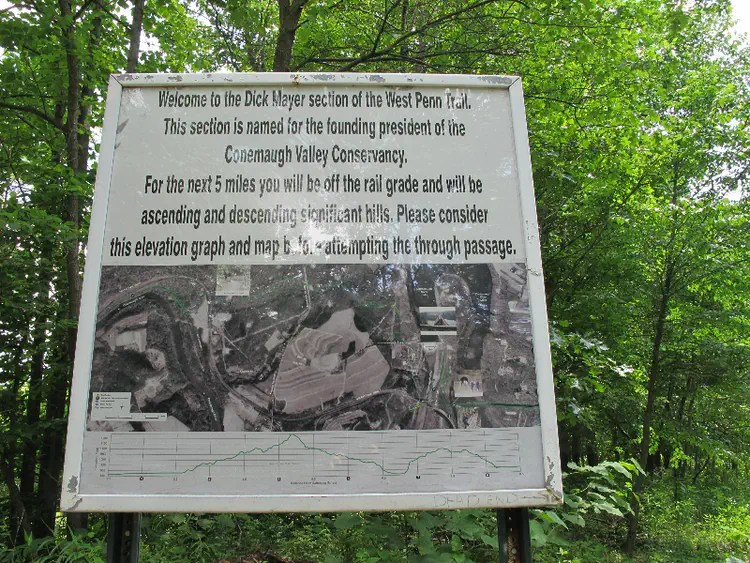 Welcome to the Dick Mayer section of the West Penn Trail.
This section is named for the founding president of the
Conemaugh Valley Conservancy.
For the next 5 miles you will be off the rail grade and will be
ascending and descending significant hills. Please consider
this elevation graph and map before attempting the through passage.
DEAD END